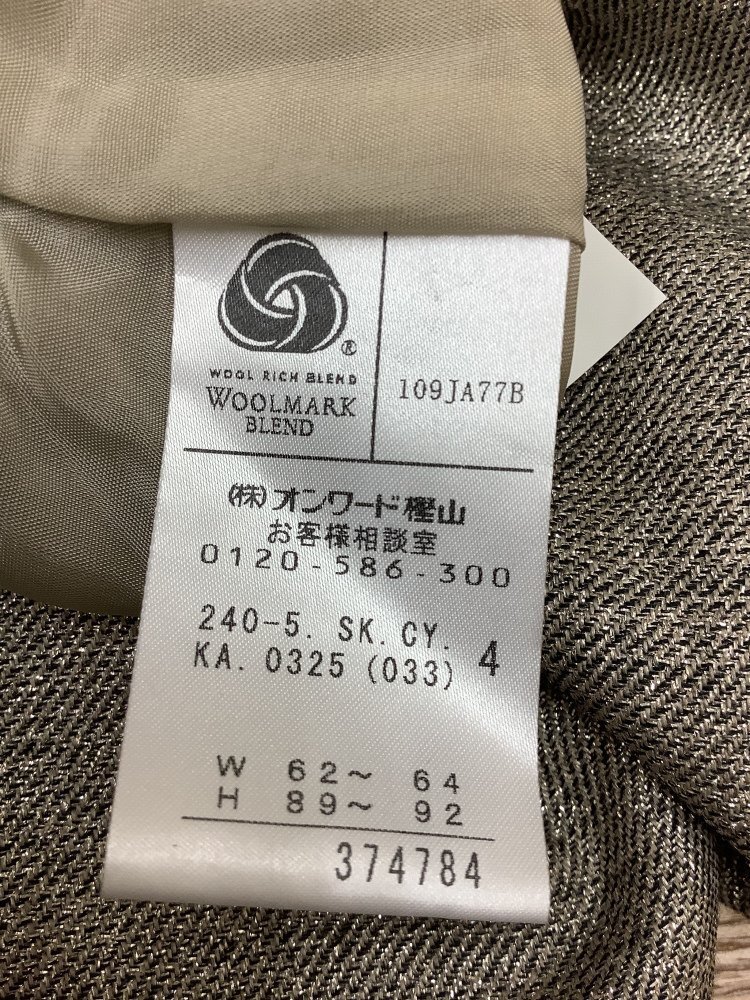 ®
WOOL RICH BLEND
WOOLMARK
BLEND
109JA77B
(株)オンワード樫山
お客様相談室
0120-586-300
240-5. SK.CY. 4
KA. 0325 (033)
W 62～ 64
H 89～ 92
374784